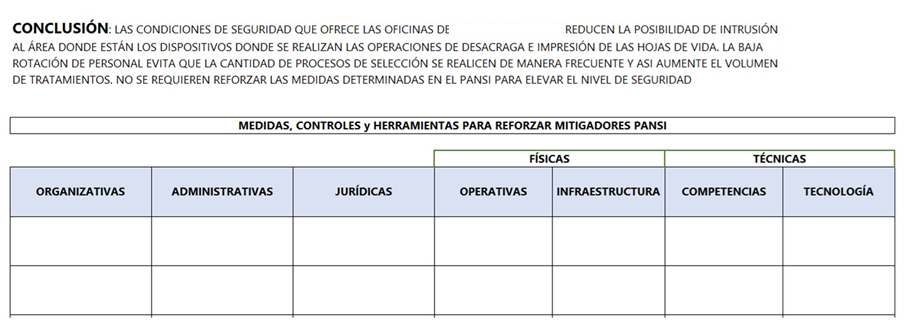 CONCLUSIÓN: LAS CONDICIONES DE SEGURIDAD QUE OFRECE LAS OFICINAS DE REDUCEN LA POSIBILIDAD DE INTRUSIÓN
AL ÁREA DONDE ESTÁN LOS DISPOSITIVOS DONDE SE REALIZAN LAS OPERACIONES DE DESACRAGA E IMPRESIÓN DE LAS HOJAS DE VIDA. LA BAJA
ROTACIÓN DE PERSONAL EVITA QUE LA CANTIDAD DE PROCESOS DE SELECCIÓN SE REALICEN DE MANERA FRECUENTE Y ASI AUMENTE EL VOLUMEN
DE TRATAMIENTOS. NO SE REQUIEREN REFORZAR LAS MEDIDAS DETERMINADAS EN EL PANSI PARA ELEVAR EL NIVEL DE SEGURIDAD
MEDIDAS, CONTROLES y HERRAMIENTAS PARA REFORZAR MITIGADORES PANSI
FÍSICAS TÉCNICAS
ORGANIZATIVAS ADMINISTRATIVAS JURÍDICAS OPERATIVAS INFRAESTRUCTURA COMPETENCIAS TECNOLOGÍA